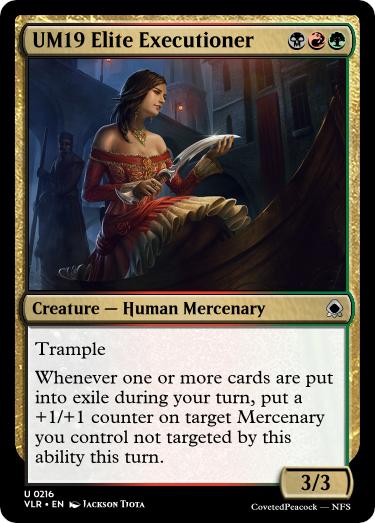 UM19 Elite Executioner
Creature — Human Mercenary
Trample
Whenever one or more cards are put
into exile during your turn, put a
+1/+1 counter on target Mercenary
you control not targeted by this
ability this turn.
3/3
U 0216
VLR • EN Jackson Tjota
CovetedPeacock — NFS